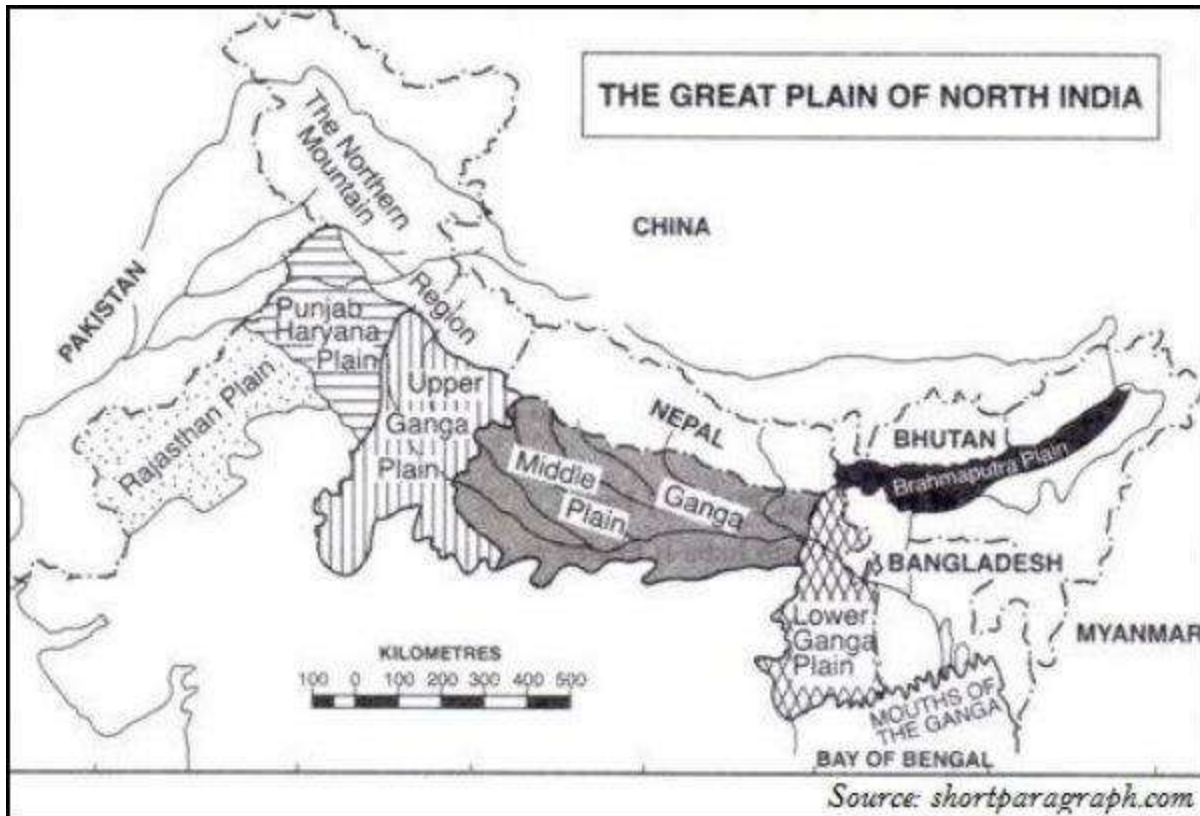 THE GREAT PLAIN OF NORTH INDIA
The Northern
Mountain
Region
CHINA
PAKISTAN
Punjab
Haryana
Plain
Rajasthan Plain
Upper
Ganga
Plain
NEPAL
Middle
Ganga
Plain
BHUTAN
Brahmaputra Plain
BANGLADESH
MYANMAR
Lower
Ganga
Plain
KILOMETRES
100 0 100 200 300 400 500
MOUTHS OF
THE GANGA
BAY OF BENGAL
Source: shortparagraph.com